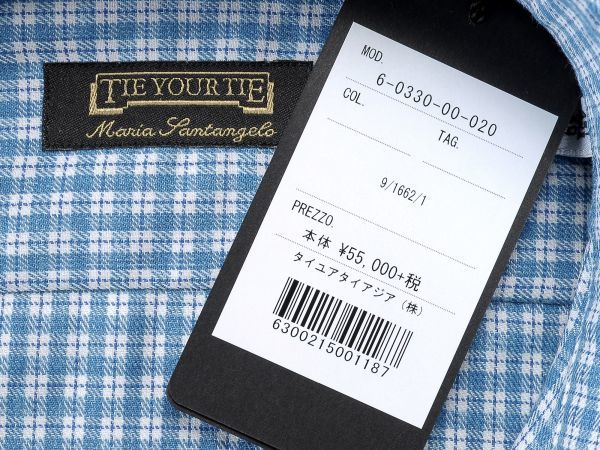 TIE YOUR TIE
Maria Santangelo
MOD.
6-0330-00-020
COL.
TAG.
9/1662/1
PREZZO.
本体 ¥55,000+税
タイユアタイアジア（株）
6300215001187